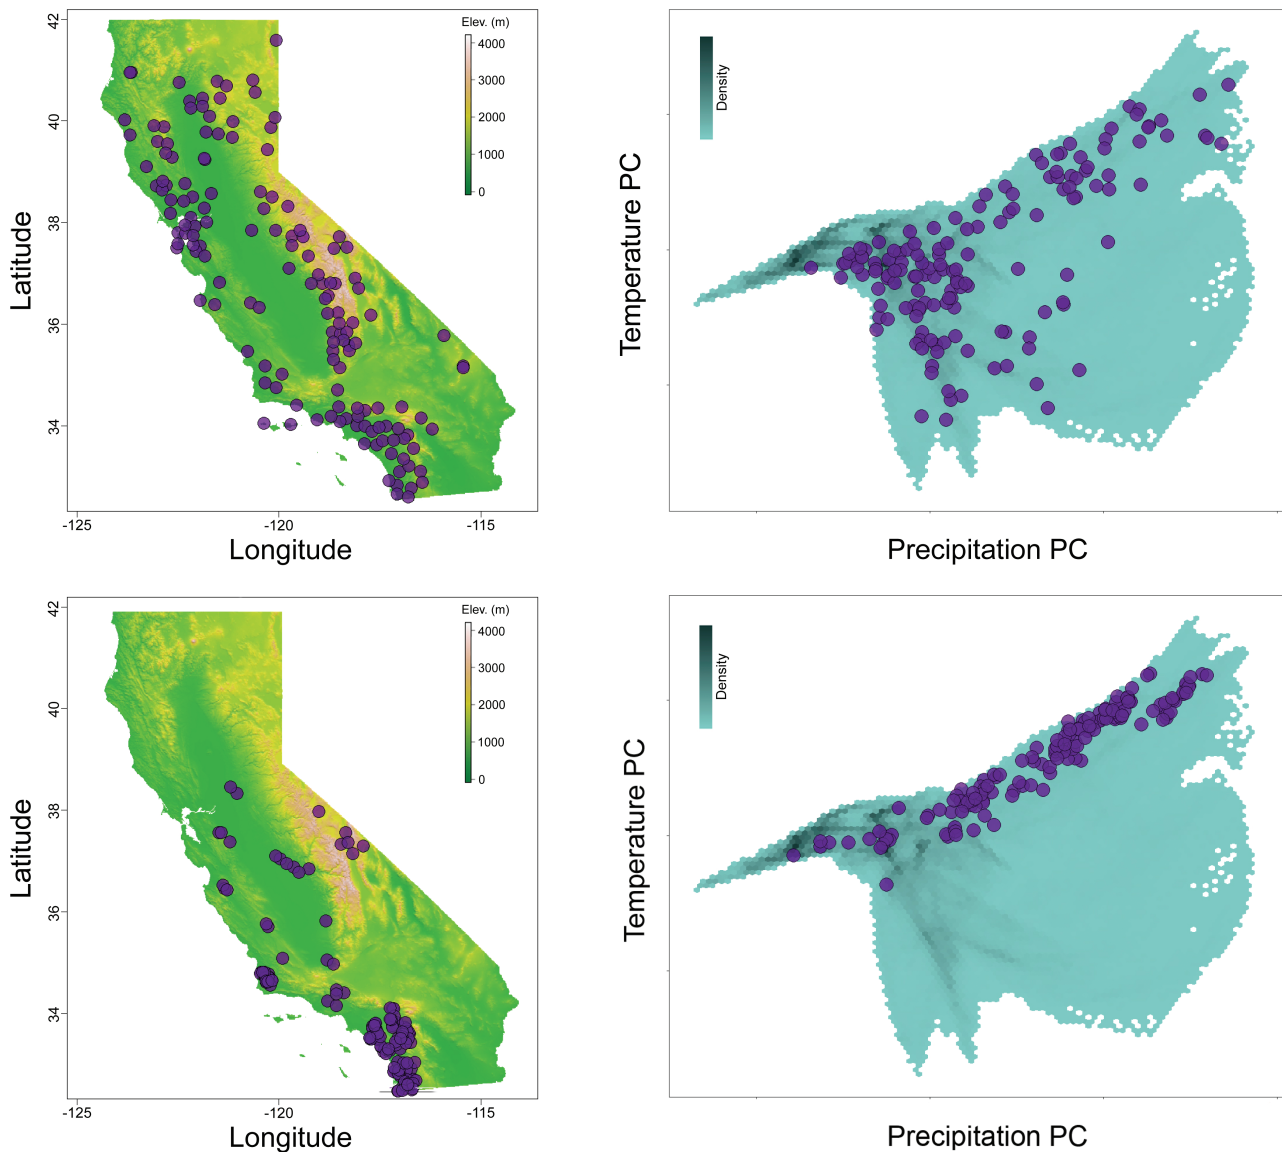 42
40
38
36
34
Latitude
Elev. (m)
4000
3000
2000
1000
0
-125
-120
-115
Longitude
Density
Temperature PC
Precipitation PC
42
40
38
36
34
Latitude
Elev. (m)
4000
3000
2000
1000
0
-125
-120
-115
Longitude
Density
Temperature PC
Precipitation PC